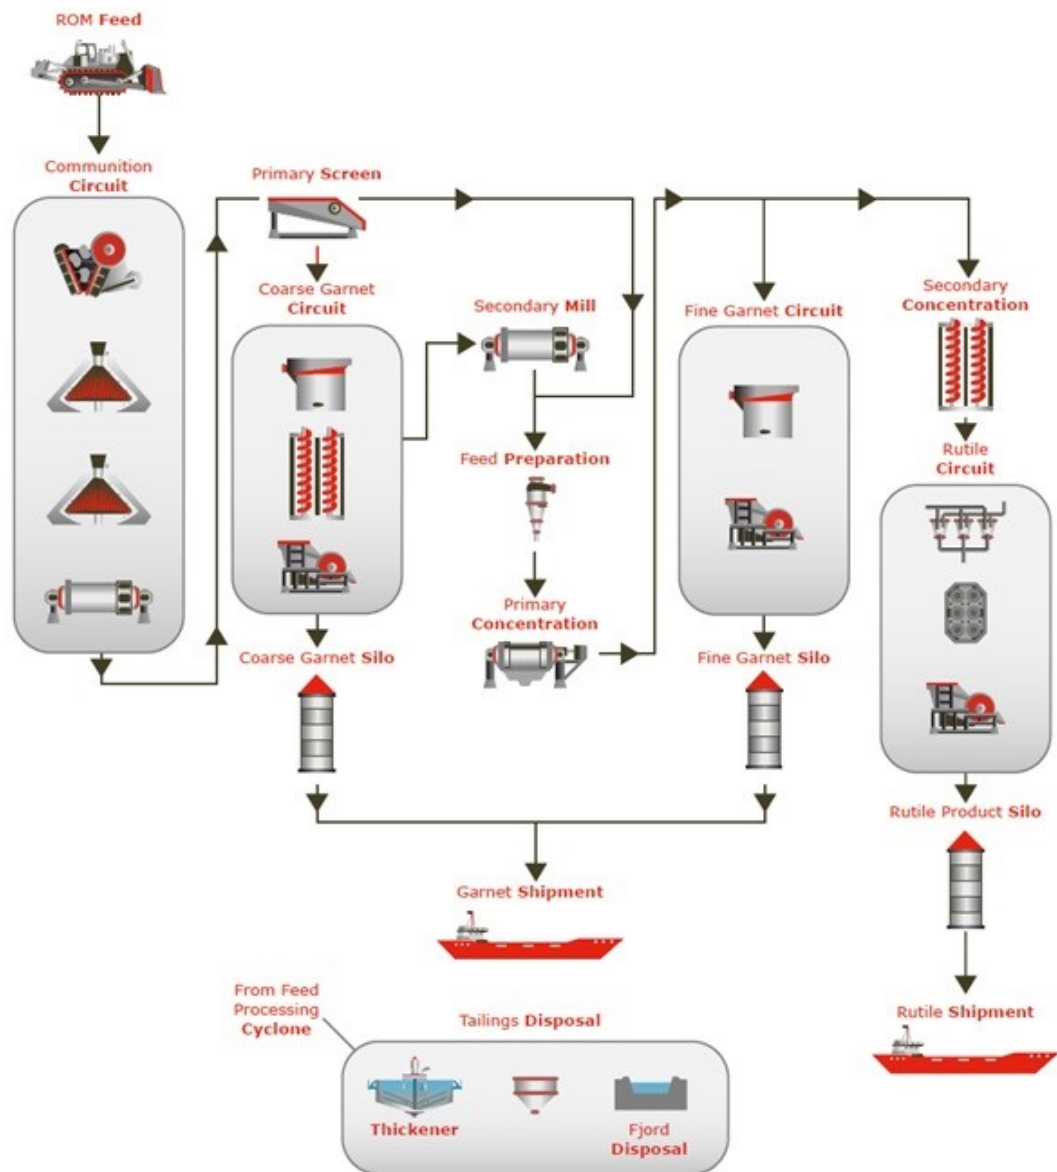 ROM Feed
Communition
Circuit
Primary Screen
Coarse Garnet
Circuit
Secondary Mill
Fine Garnet Circuit
Secondary
Concentration
Feed Preparation
Rutile
Circuit
Primary
Concentration
Coarse Garnet Silo
Fine Garnet Silo
Rutile Product Silo
Garnet Shipment
Rutile Shipment
From Feed
Processing
Cyclone
Tailings Disposal
Thickener
Fjord
Disposal